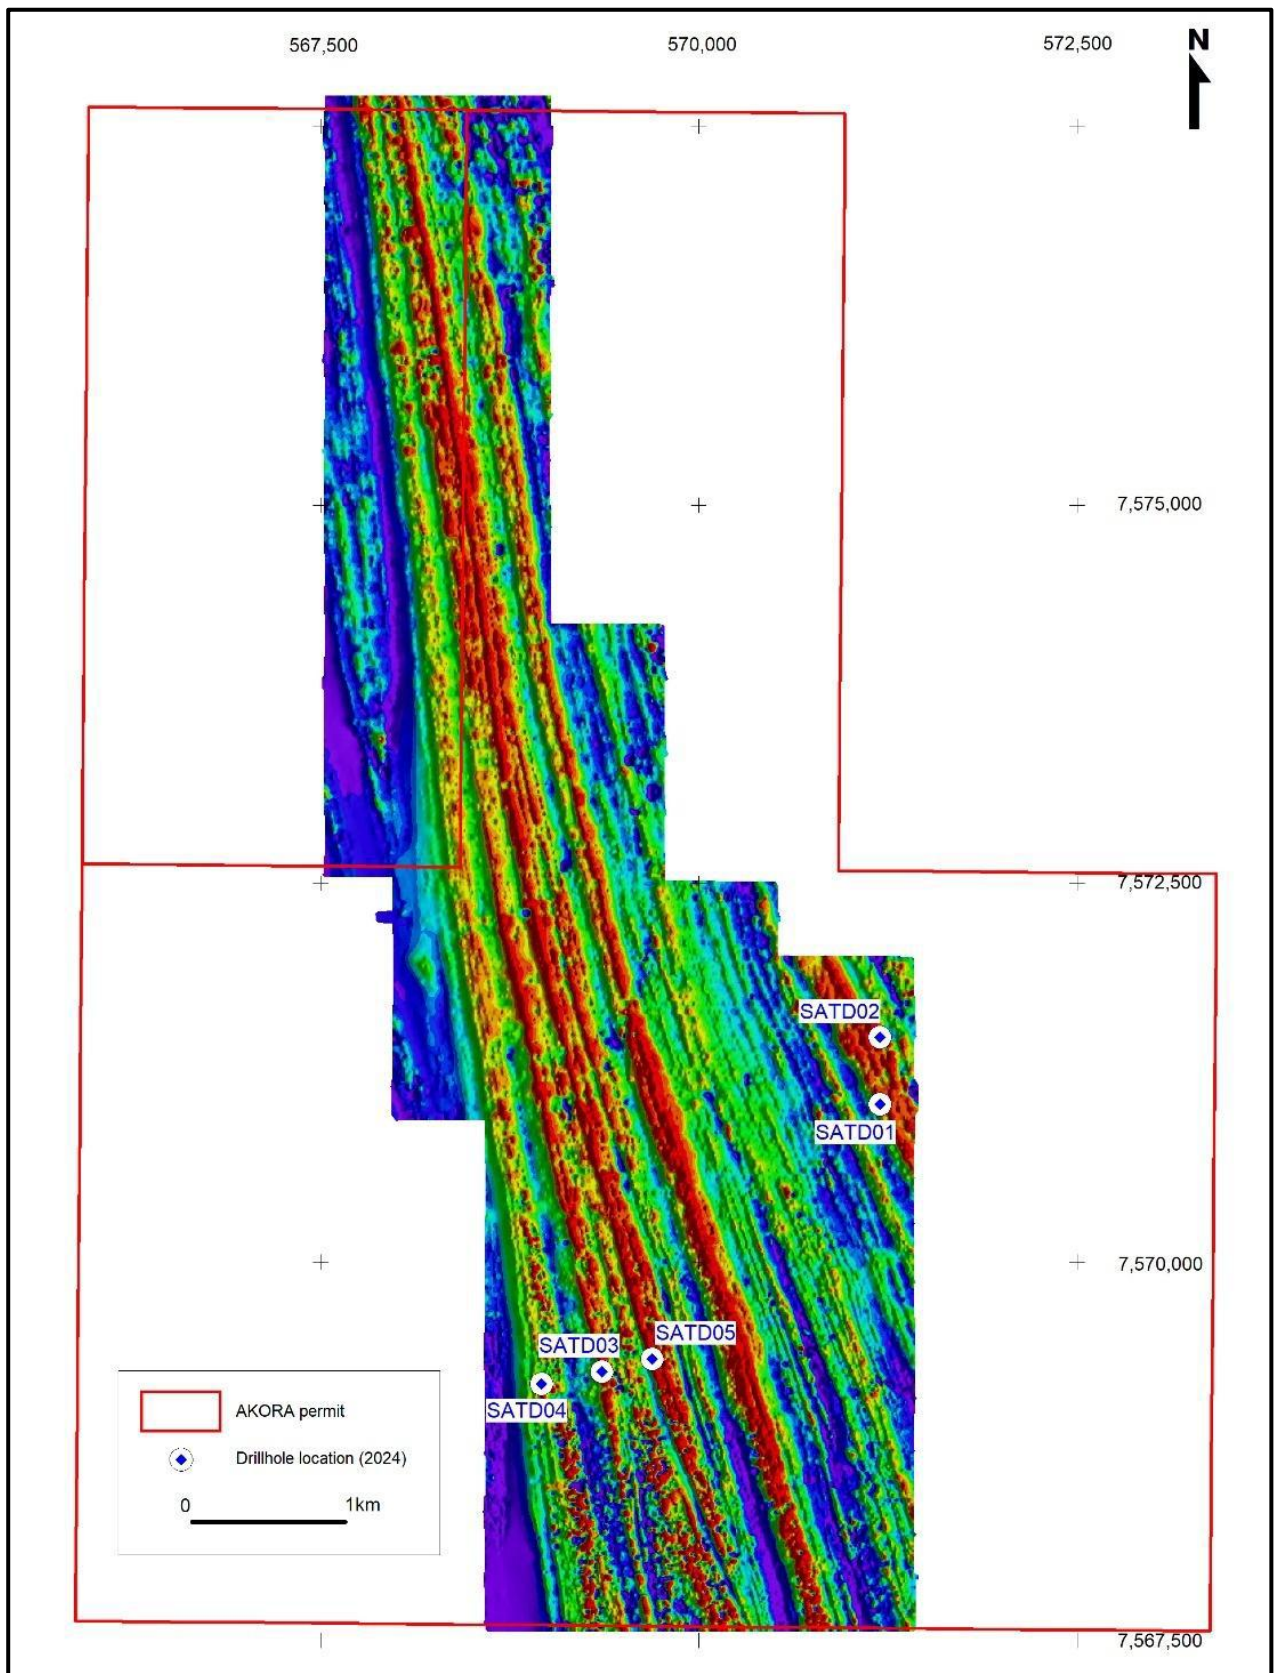 567,500
570,000
572,500
N
7,575,000
7,572,500
SATD02
SATD01
7,570,000
SATD05
SATD03
SATD04
AKORA permit
Drillhole location (2024)
0
1km
7,567,500